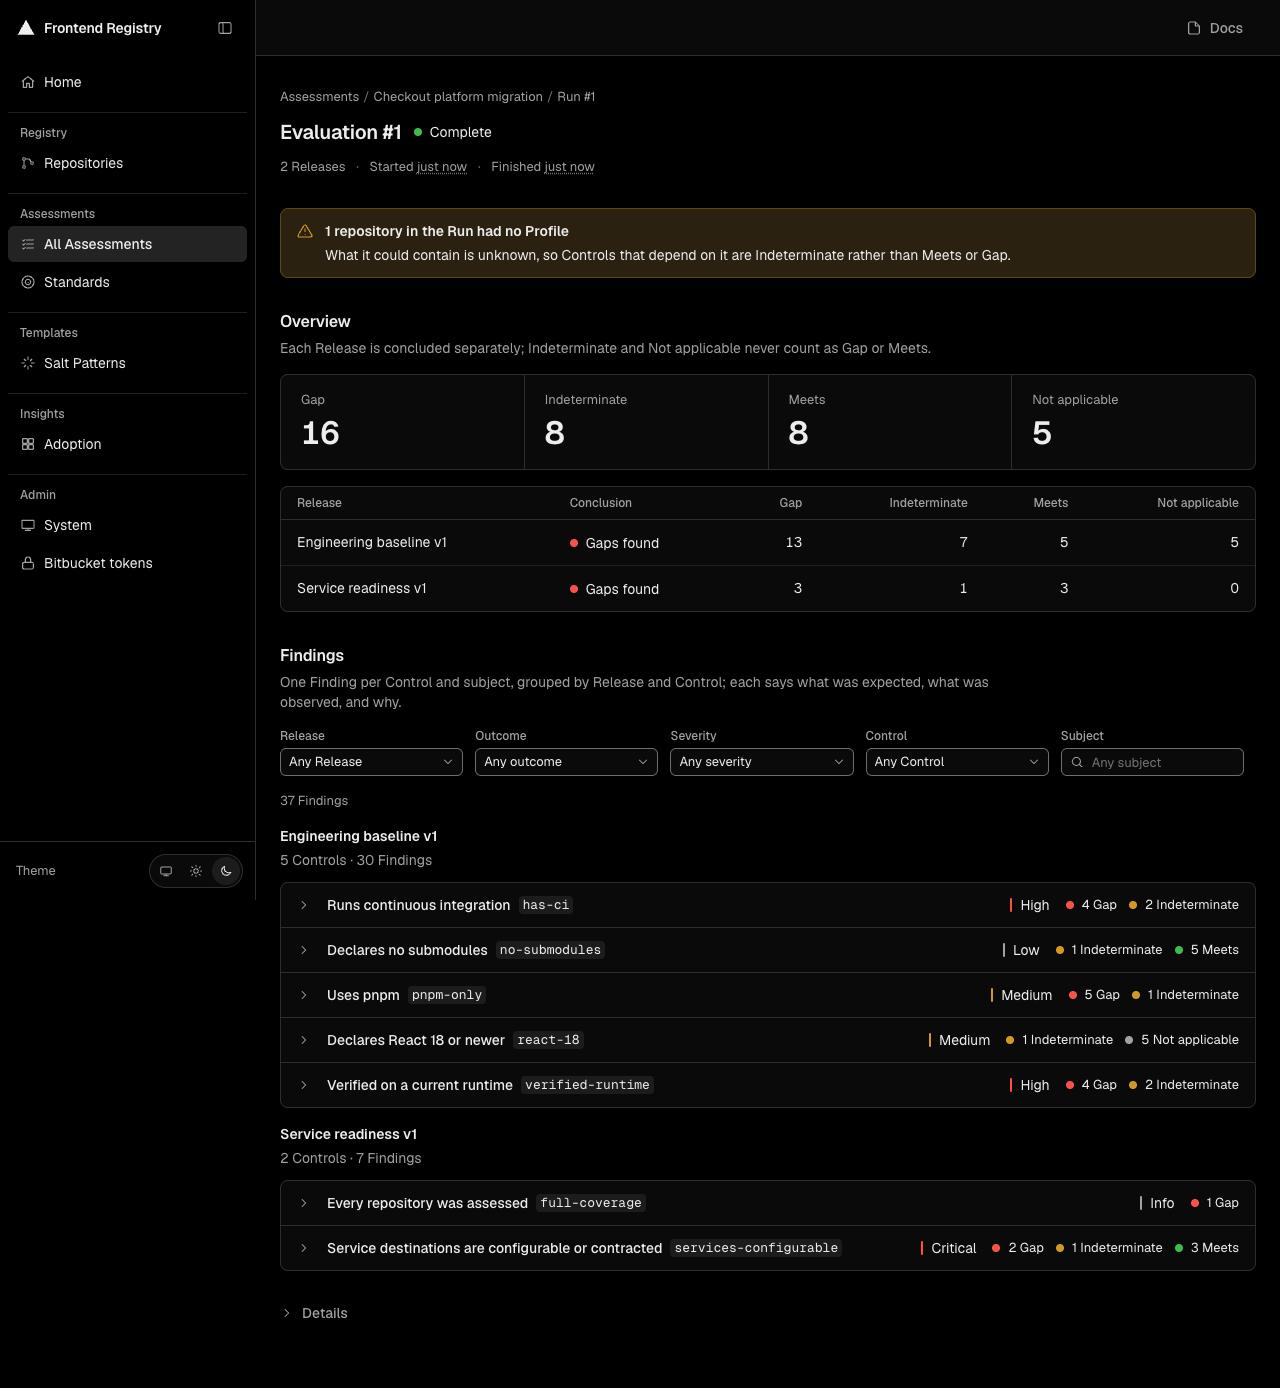 Frontend Registry
Docs
Home
Registry
Repositories
Assessments
All Assessments
Standards
Templates
Salt Patterns
Insights
Adoption
Admin
System
Bitbucket tokens
Theme
Assessments / Checkout platform migration / Run #1
Evaluation #1 Complete
2 Releases · Started just now · Finished just now
1 repository in the Run had no Profile
What it could contain is unknown, so Controls that depend on it are Indeterminate rather than Meets or Gap.
Overview
Each Release is concluded separately; Indeterminate and Not applicable never count as Gap or Meets.
Gap Indeterminate Meets Not applicable
16 8 8 5
Release Conclusion Gap Indeterminate Meets Not applicable
Engineering baseline v1 Gaps found 13 7 5 5
Service readiness v1 Gaps found 3 1 3 0
Findings
One Finding per Control and subject, grouped by Release and Control; each says what was expected, what was
observed, and why.
Release Outcome Severity Control Subject
Any Release Any outcome Any severity Any Control Any subject
37 Findings
Engineering baseline v1
5 Controls · 30 Findings
Runs continuous integration has-ci High 4 Gap 2 Indeterminate
Declares no submodules no-submodules Low 1 Indeterminate 5 Meets
Uses pnpm pnpm-only Medium 5 Gap 1 Indeterminate
Declares React 18 or newer react-18 Medium 1 Indeterminate 5 Not applicable
Verified on a current runtime verified-runtime High 4 Gap 2 Indeterminate
Service readiness v1
2 Controls · 7 Findings
Every repository was assessed full-coverage Info 1 Gap
Service destinations are configurable or contracted services-configurable Critical 2 Gap 1 Indeterminate 3 Meets
Details